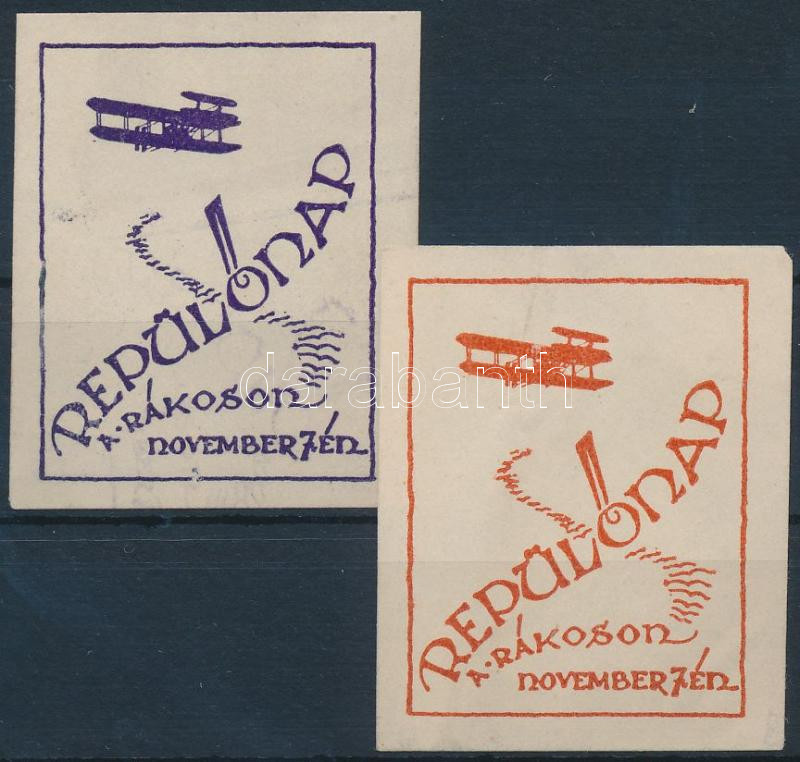 REPÜLŐNAP
A·RÁKOSON
NOVEMBER 7ÉN
darabanth
REPÜLŐNAP
A·RÁKOSON
NOVEMBER 7ÉN